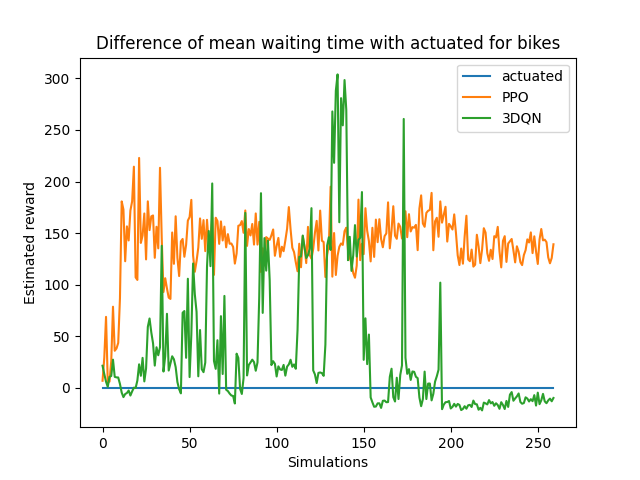 Difference of mean waiting time with actuated for bikes
actuated
PPO
3DQN
Estimated reward
300
250
200
150
100
50
0
0 50 100 150 200 250
Simulations